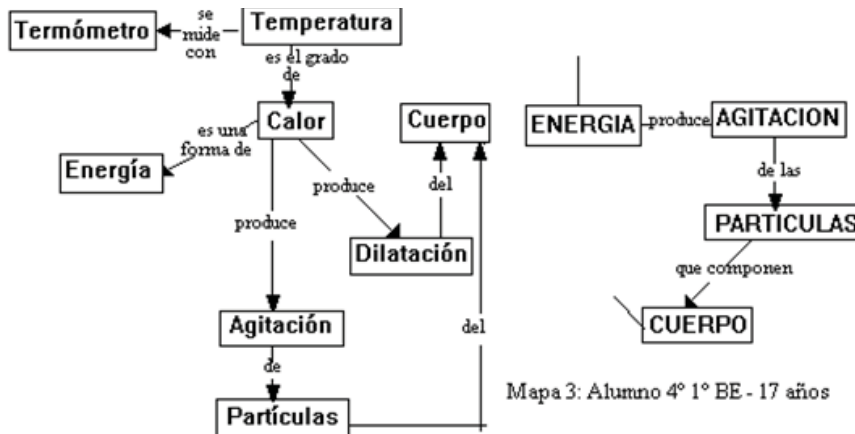 Termómetro
se
mide
con
Temperatura
es el grado
de
Calor
es una
forma de
Energía
produce
Dilatación
del
Cuerpo
produce
Agitación
de
Partículas
del
ENERGIA
produce
AGITACION
de las
PARTICULAS
que componen
CUERPO
Mapa 3: Alumno 4º 1º BE - 17 años